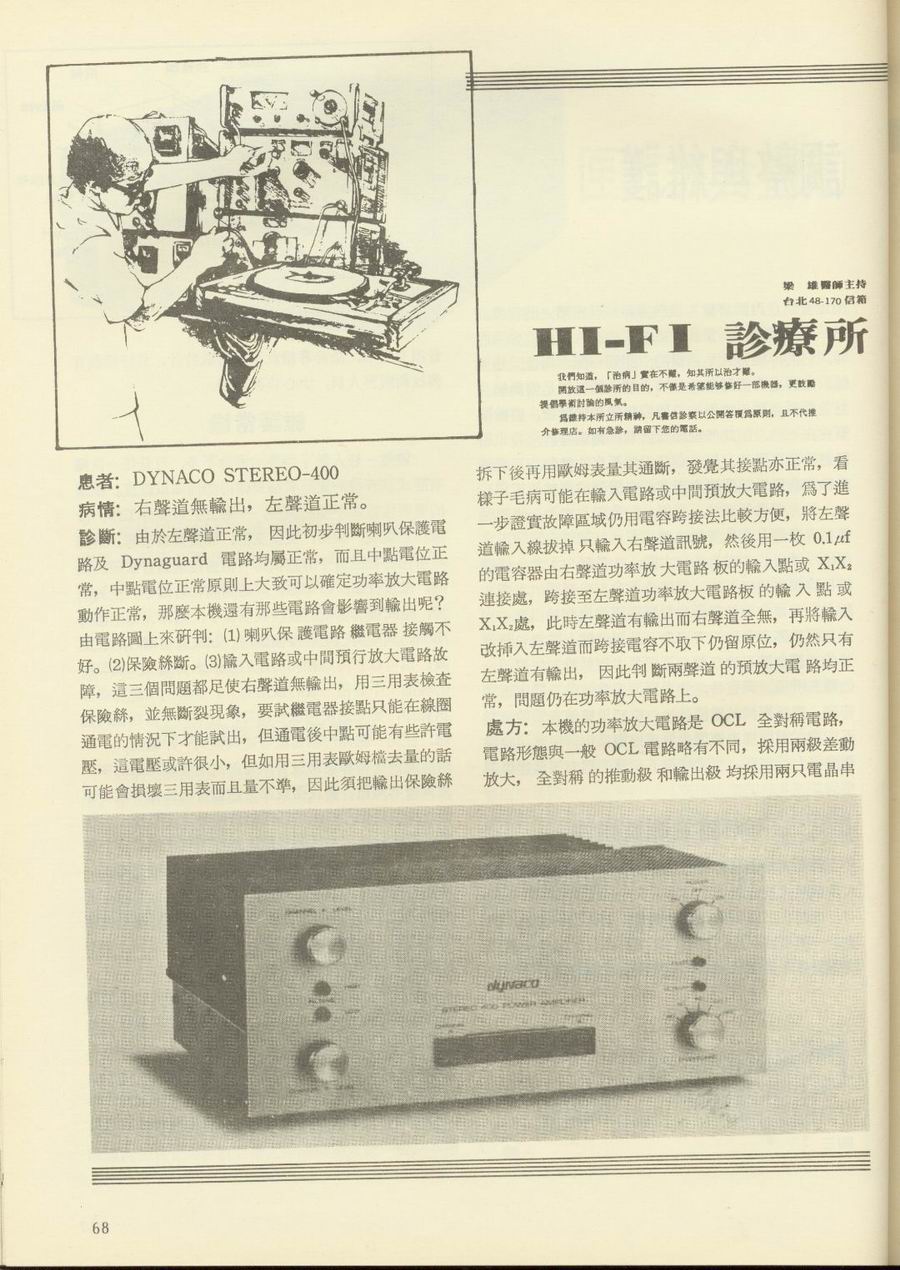 梁　雄醫師主持
台北48-170信箱
HI-FI 診療所
我們知道，「治病」實在不難，知其所以治才難。
開放這一個診所的目的，不僅是希望能够修好一部機器，更鼓勵
提倡學術討論的風氣。
爲維持本所立所精神，凡書信診察以公開答覆爲原則，且不代推
介修理店。如有急診，請留下您的電話。
患者：DYNACO STEREO-400
病情：右聲道無輸出，左聲道正常。
診斷：由於左聲道正常，因此初步判斷喇叭保護電
路及 Dynaguard 電路均屬正常，而且中點電位正
常，中點電位正常原則上大致可以確定功率放大電路
動作正常，那麼本機還有那些電路會影響到輸出呢？
由電路圖上來研判：⑴喇叭保護電路繼電器接觸不
好。⑵保險絲斷。⑶輸入電路或中間預行放大電路故
障，這三個問題都足使右聲道無輸出，用三用表檢查
保險絲，並無斷裂現象，要試繼電器接點只能在線圈
通電的情況下才能試出，但通電後中點可能有些許電
壓，這電壓或許很小，但如用三用表歐姆檔去量的話
可能會損壞三用表而且量不準，因此須把輸出保險絲
拆下後再用歐姆表量其通斷，發覺其接點亦正常，看
樣子毛病可能在輸入電路或中間預放大電路，爲了進
一步證實故障區域仍用電容跨接法比較方便，將左聲
道輸入線拔掉只輸入右聲道訊號，然後用一枚 0.1μf
的電容器由右聲道功率放大電路板的輸入點或 X₁X₂
連接處，跨接至左聲道功率放大電路板的輸入點或
X₁X₂處，此時左聲道有輸出而右聲道全無，再將輸入
改挿入左聲道而跨接電容不取下仍留原位，仍然只有
左聲道有輸出，因此判斷兩聲道的預放大電路均正
常，問題仍在功率放大電路上。
處方：本機的功率放大電路是 OCL 全對稱電路，
電路形態與一般 OCL 電路略有不同，採用兩級差動
放大，全對稱的推動級和輸出級均採用兩只電晶串
dynaco
STEREO 400 POWER AMPLIFIER
68